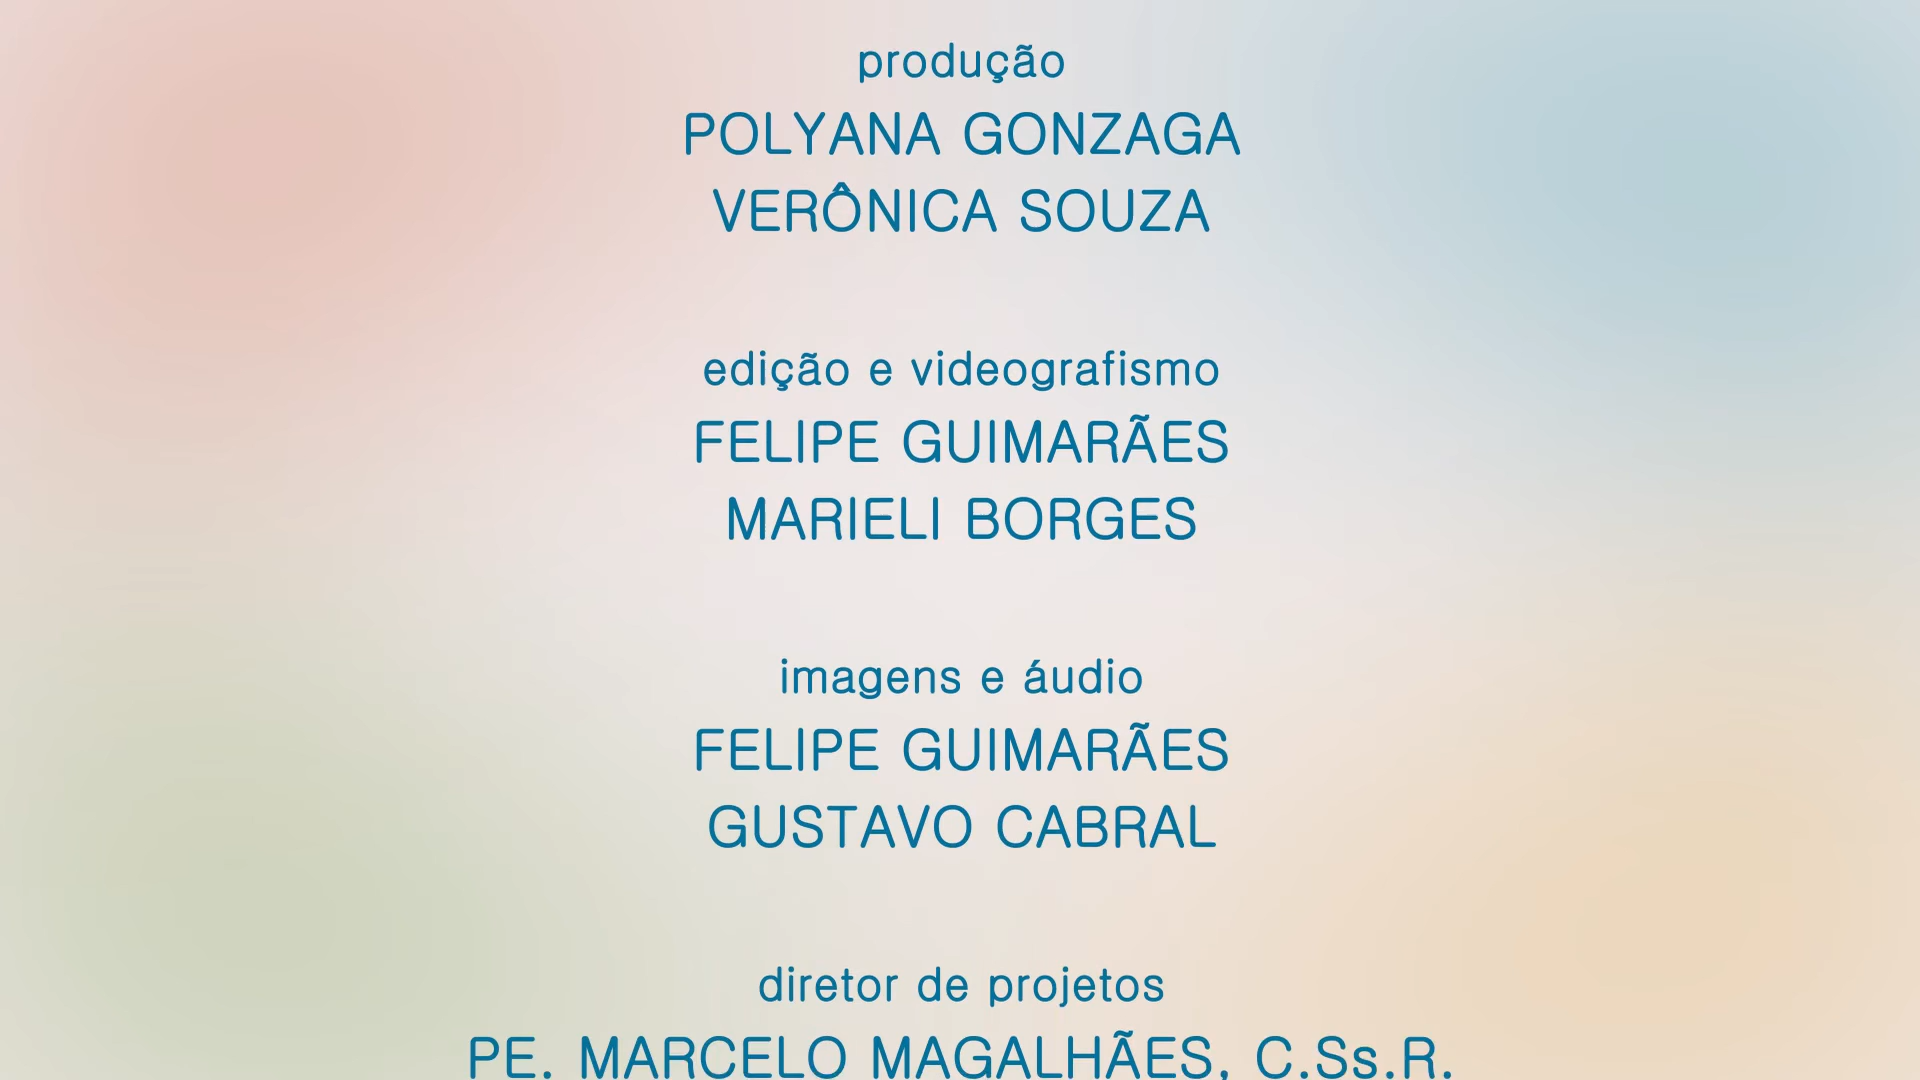 produção
POLYANA GONZAGA
VERÔNICA SOUZA
edição e videografismo
FELIPE GUIMARÃES
MARIELI BORGES
imagens e áudio
FELIPE GUIMARÃES
GUSTAVO CABRAL
diretor de projetos
PE. MARCELO MAGALHÃES, C.Ss.R.